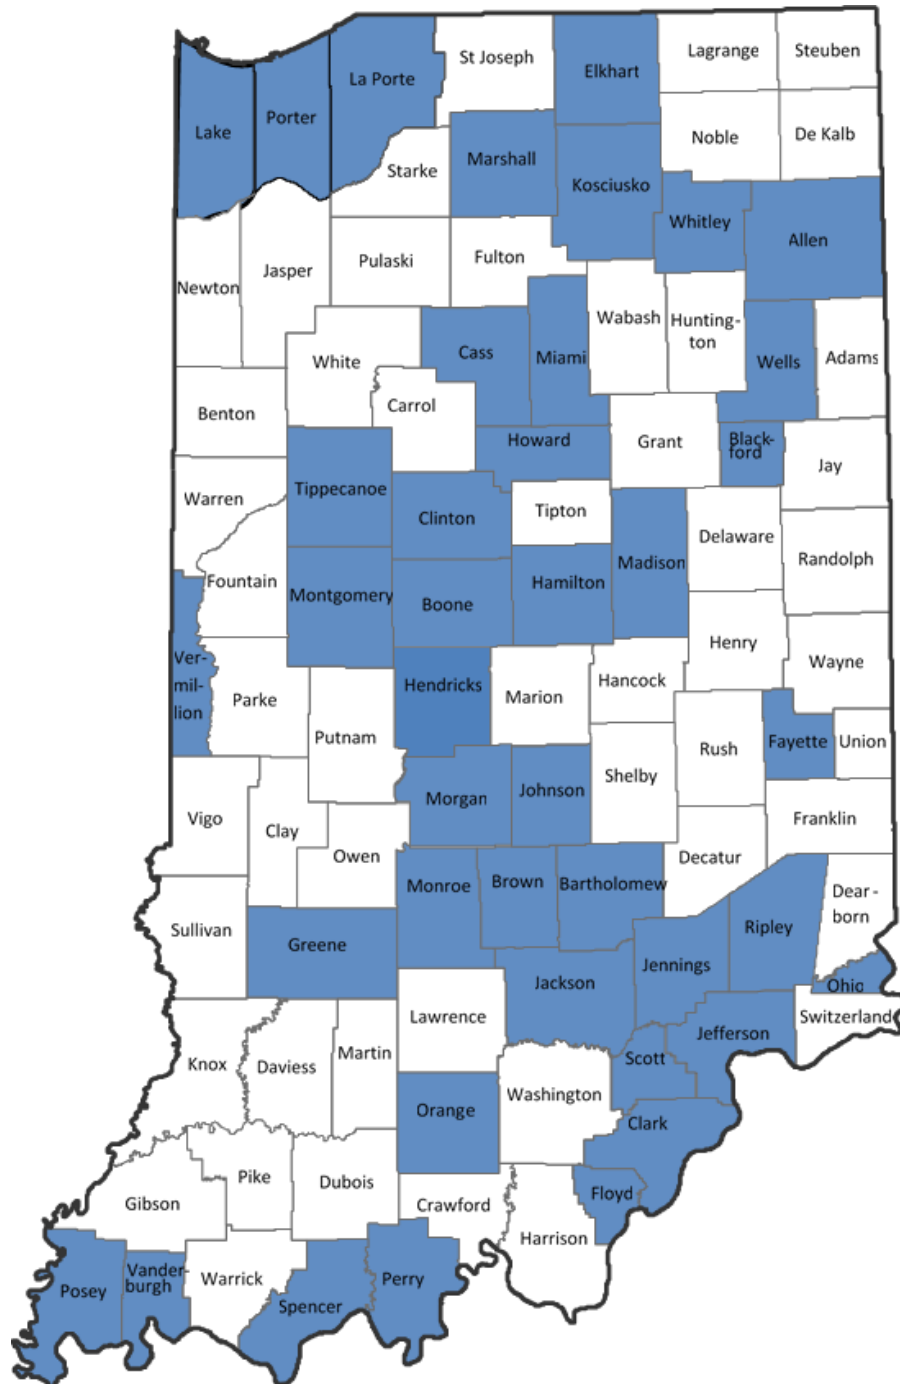 St Joseph
Lagrange
Steuben
Elkhart
La Porte
Porter
Lake
Noble
De Kalb
Marshall
Starke
Kosciusko
Whitley
Allen
Fulton
Pulaski
Jasper
Newton
Wabash
Hunting-
ton
Cass
Miami
Wells
Adams
White
Carrol
Benton
Howard
Grant
Black-
ford
Jay
Tippecanoe
Warren
Clinton
Tipton
Delaware
Madison
Randolph
Fountain
Montgomery
Boone
Hamilton
Henry
Wayne
Ver-
mil-
lion
Parke
Hendricks
Marion
Hancock
Putnam
Rush
Fayette
Union
Shelby
Johnson
Morgan
Vigo
Clay
Franklin
Owen
Decatur
Monroe
Brown
Bartholomew
Dear-
born
Sullivan
Greene
Ripley
Jennings
Jackson
Ohio
Lawrence
Switzerland
Jefferson
Knox
Daviess
Martin
Scott
Washington
Orange
Clark
Pike
Dubois
Floyd
Gibson
Crawford
Harrison
Posey
Vander
burgh
Warrick
Spencer
Perry